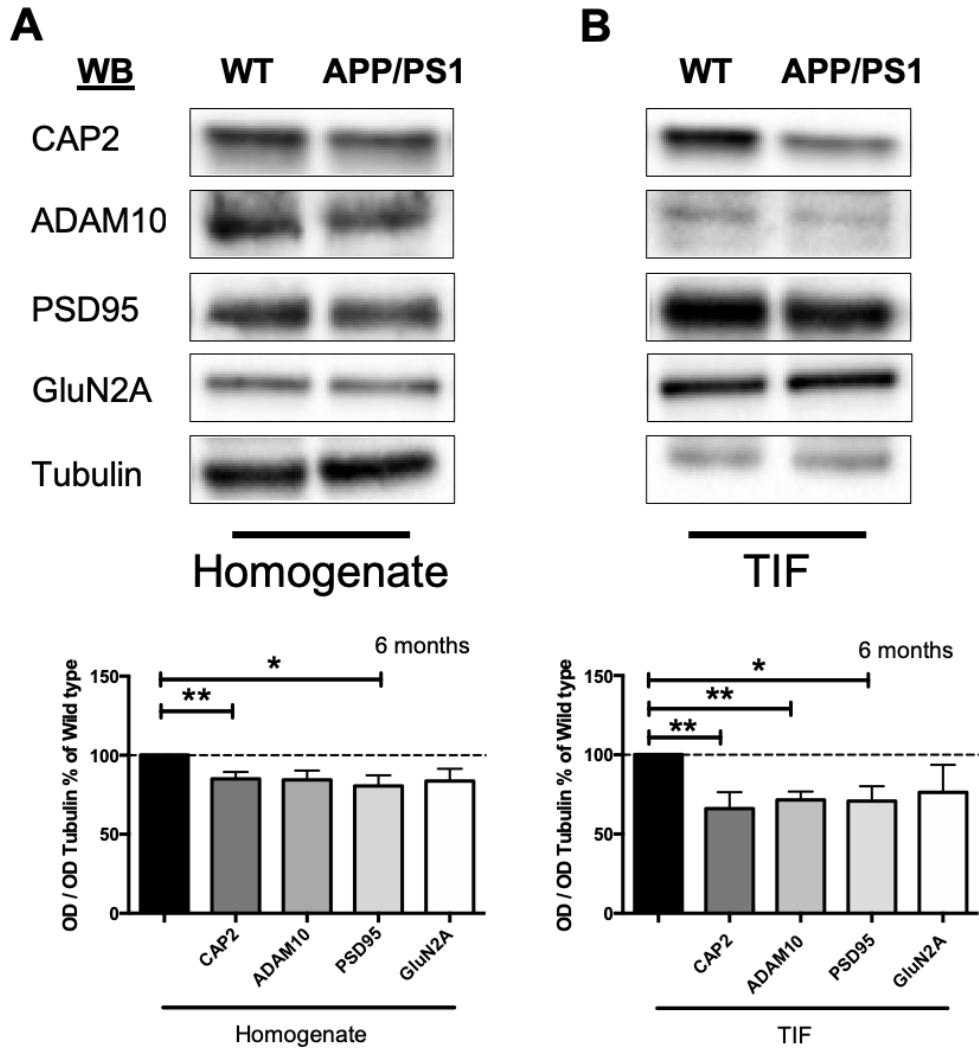 A
B
WB WT APP/PS1
WT APP/PS1
CAP2
ADAM10
PSD95
GluN2A
Tubulin
Homogenate
TIF
6 months
OD / OD Tubulin % of Wild type
150
100
50
0
*
**
CAP2
ADAM10
PSD95
GluN2A
Homogenate
6 months
OD / OD Tubulin % of Wild type
150
100
50
0
*
**
**
CAP2
ADAM10
PSD95
GluN2A
TIF